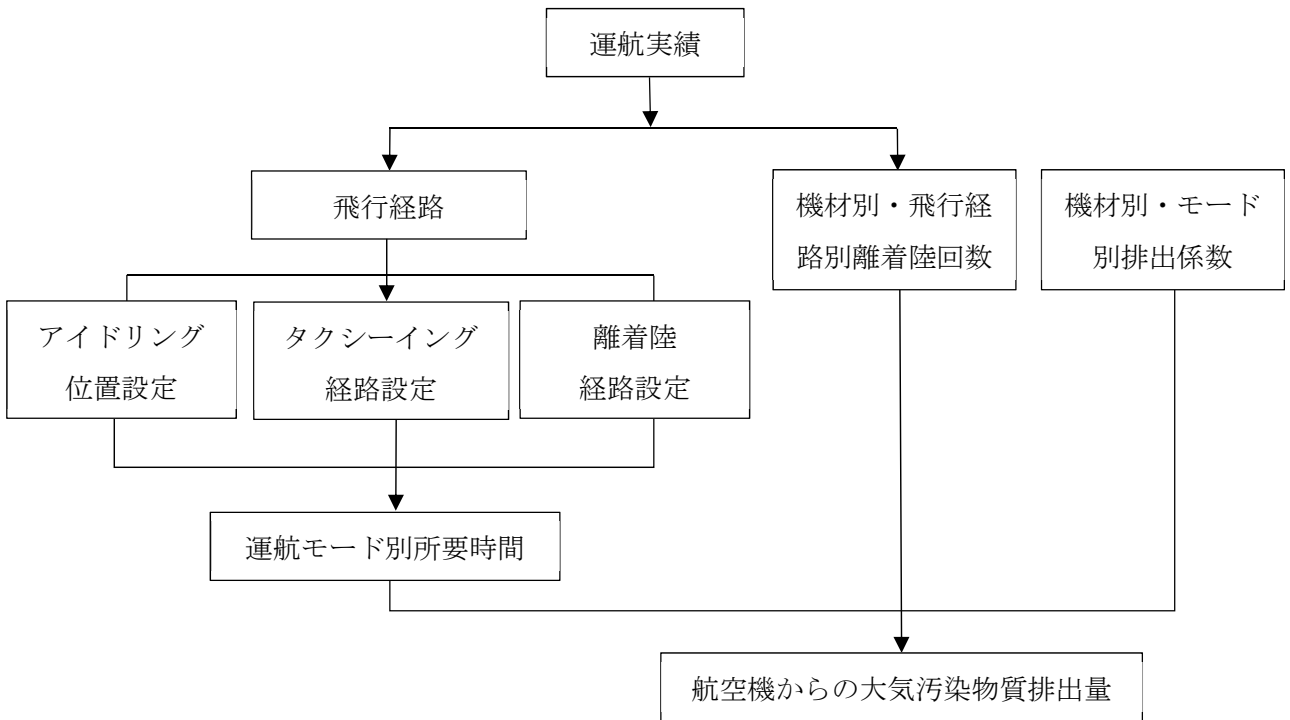 運航実績
飛行経路
機材別・飛行経
路別離着陸回数
機材別・モード
別排出係数
アイドリング
位置設定
タクシーイング
経路設定
離着陸
経路設定
運航モード別所要時間
航空機からの大気汚染物質排出量